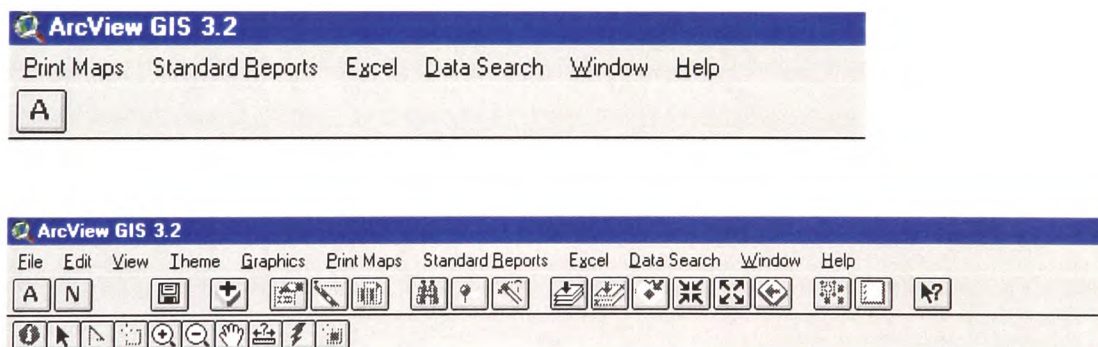 ArcView GIS 3.2
Print Maps Standard Reports Excel Data Search Window Help
A
ArcView GIS 3.2
File Edit View Theme Graphics Print Maps Standard Reports Excel Data Search Window Help
A N